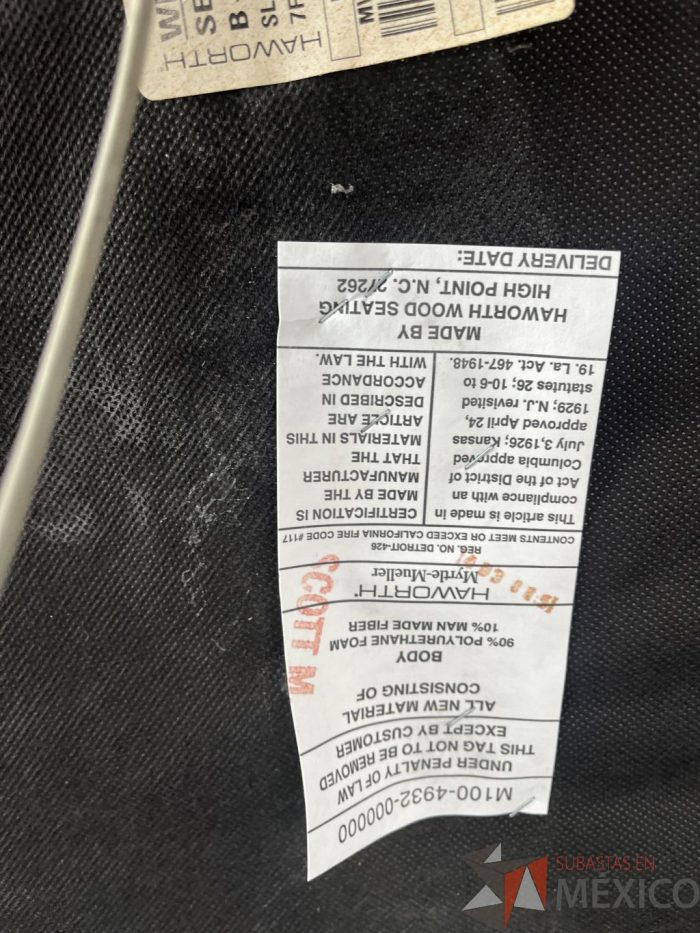 M100-4932-000000
UNDER PENALTY OF LAW
THIS TAG NOT TO BE REMOVED
EXCEPT BY CUSTOMER
ALL NEW MATERIAL
CONSISTING OF
BODY
90% POLYURETHANE FOAM
10% MAN MADE FIBER
SCOTT M
HAWORTH®
Myrtle-Mueller
REG. NO. DETROIT-426
CONTENTS MEET OR EXCEED CALIFORNIA FIRE CODE #117
This article is made in
compliance with an
Act of the District of
Columbia approved
July 3,1926; Kansas
approved April 24,
1929; N.J. revisited
statutes 26; 10-6 to
19. La. Act. 467-1948.
CERTIFICATION IS
MADE BY THE
MANUFACTURER
THAT THE
MATERIALS IN THIS
ARTICLE ARE
DESCRIBED IN
ACCORDANCE
WITH THE LAW.
MADE BY
HAWORTH WOOD SEATING
HIGH POINT, N.C. 27262
DELIVERY DATE:
HAWORTH®
SUBASTAS EN
MÉXICO